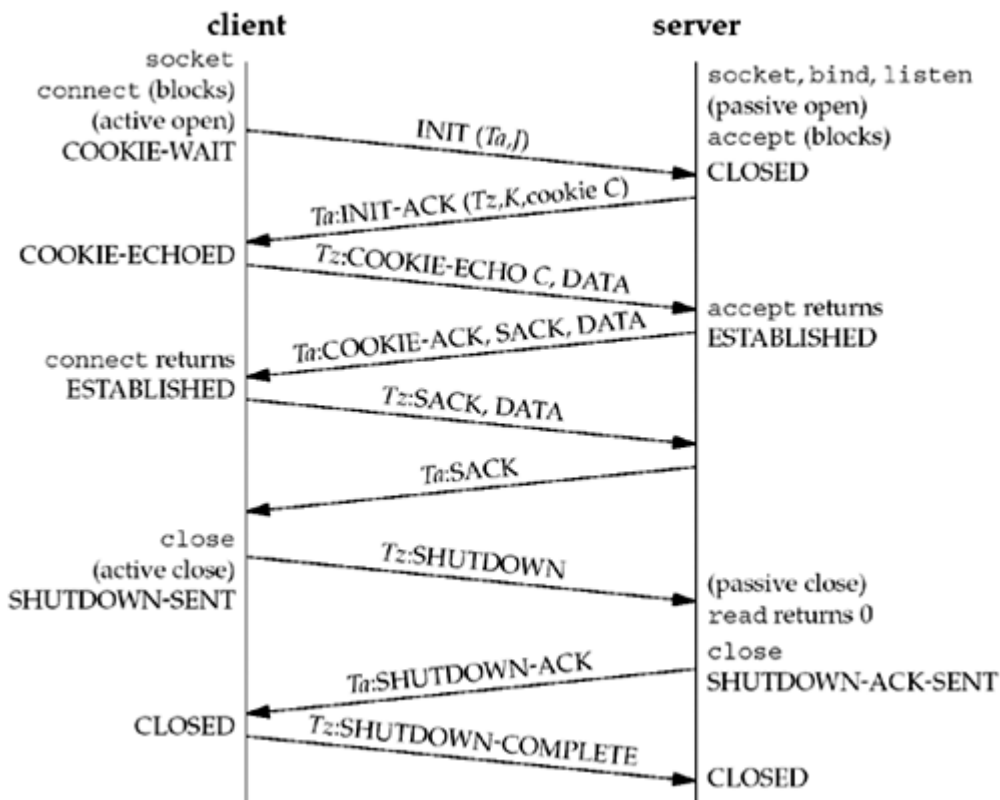 client
server
socket
connect (blocks)
(active open)
COOKIE-WAIT
socket, bind, listen
(passive open)
accept (blocks)
CLOSED
INIT (Ta,J)
Ta:INIT-ACK (Tz,K,cookie C)
COOKIE-ECHOED
Tz:COOKIE-ECHO C, DATA
accept returns
ESTABLISHED
Ta:COOKIE-ACK, SACK, DATA
connect returns
ESTABLISHED
Tz:SACK, DATA
Ta:SACK
close
(active close)
SHUTDOWN-SENT
Tz:SHUTDOWN
(passive close)
read returns 0
close
SHUTDOWN-ACK-SENT
Ta:SHUTDOWN-ACK
CLOSED
Tz:SHUTDOWN-COMPLETE
CLOSED